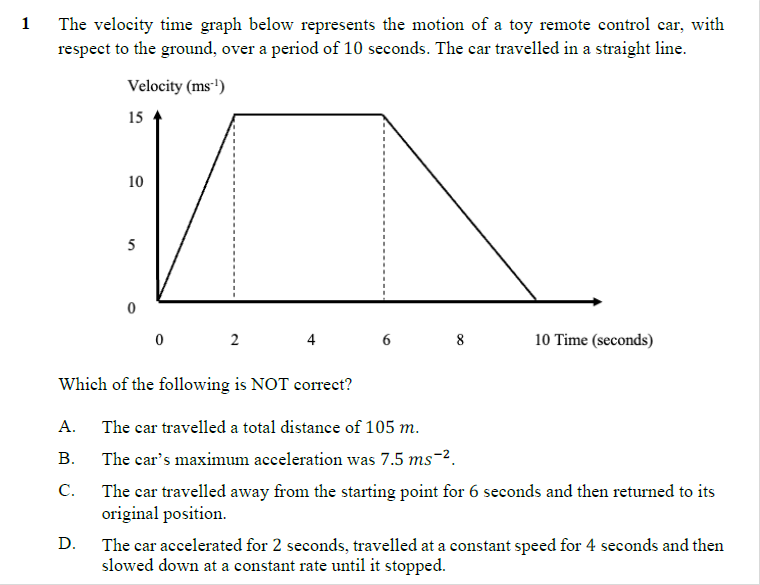 1 The velocity time graph below represents the motion of a toy remote control car, with
respect to the ground, over a period of 10 seconds. The car travelled in a straight line.
Velocity (ms⁻¹)
15
10
5
0
0 2 4 6 8 10 Time (seconds)
Which of the following is NOT correct?
A. The car travelled a total distance of 105 m.
B. The car’s maximum acceleration was 7.5 ms⁻².
C. The car travelled away from the starting point for 6 seconds and then returned to its
original position.
D. The car accelerated for 2 seconds, travelled at a constant speed for 4 seconds and then
slowed down at a constant rate until it stopped.